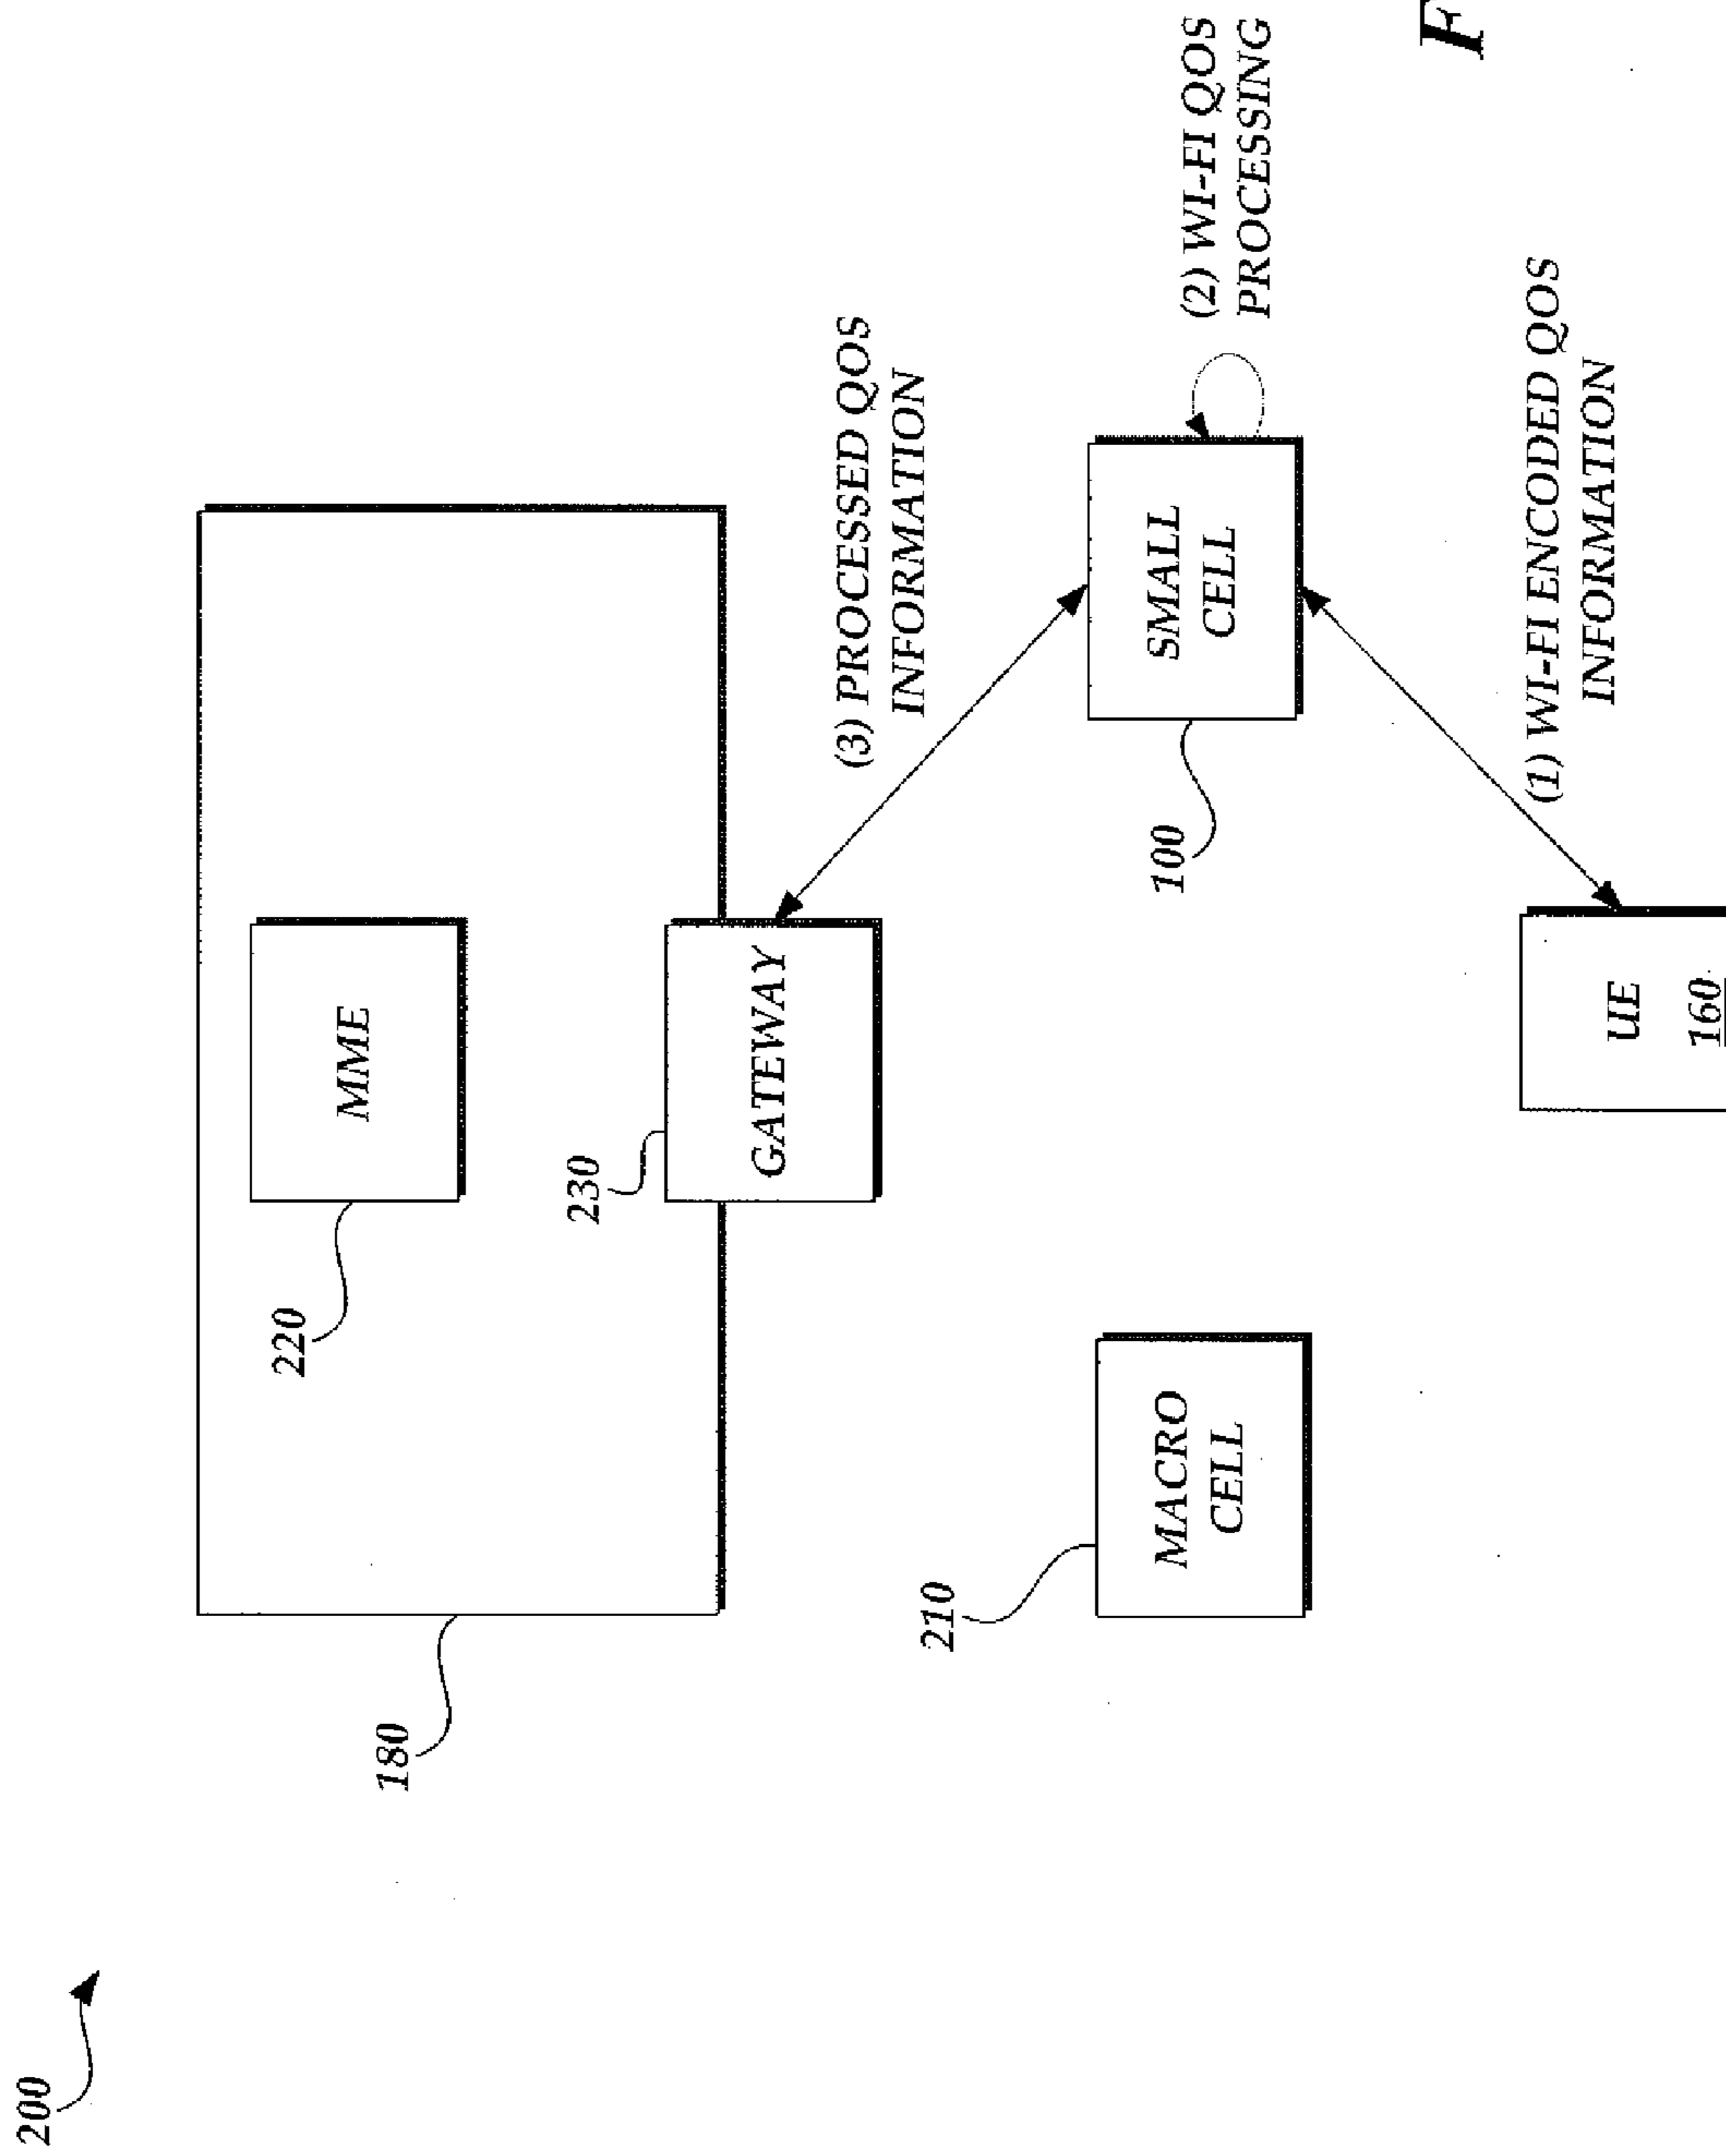 200
180
220
MME
230
GATEWAY
(3) PROCESSED QOS
INFORMATION
210
MACRO
CELL
100
SMALL
CELL
(2) WI-FI QOS
PROCESSING
(1) WI-FI ENCODED QOS
INFORMATION
UE
160
F